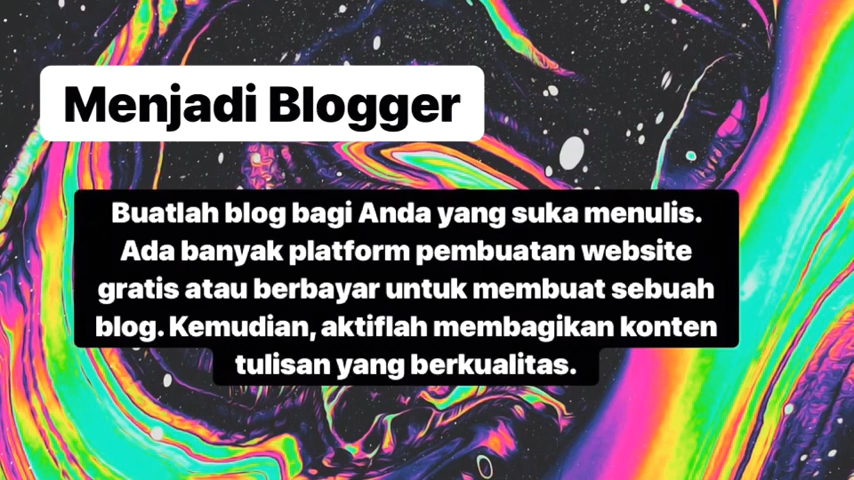 Menjadi Blogger
Buatlah blog bagi Anda yang suka menulis.
Ada banyak platform pembuatan website
gratis atau berbayar untuk membuat sebuah
blog. Kemudian, aktiflah membagikan konten
tulisan yang berkualitas.